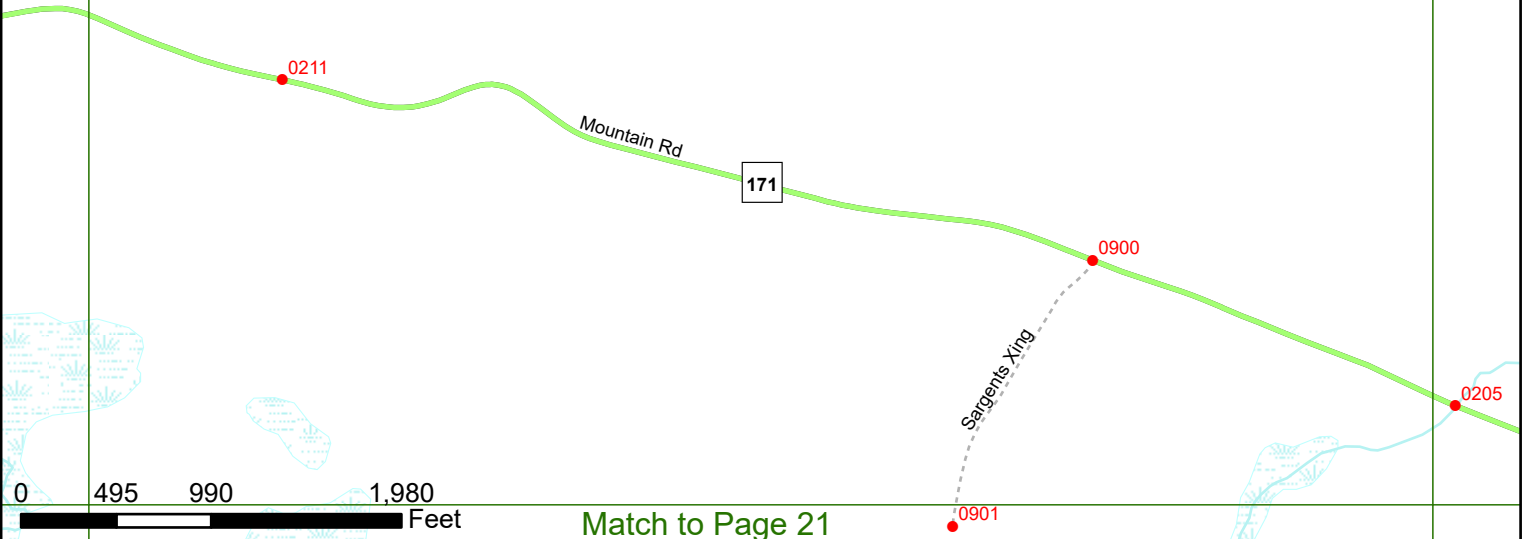 0211
Mountain Rd
171
0900
Sargents Xing
0205
0 495 990 1,980
Feet
Match to Page 21
0901